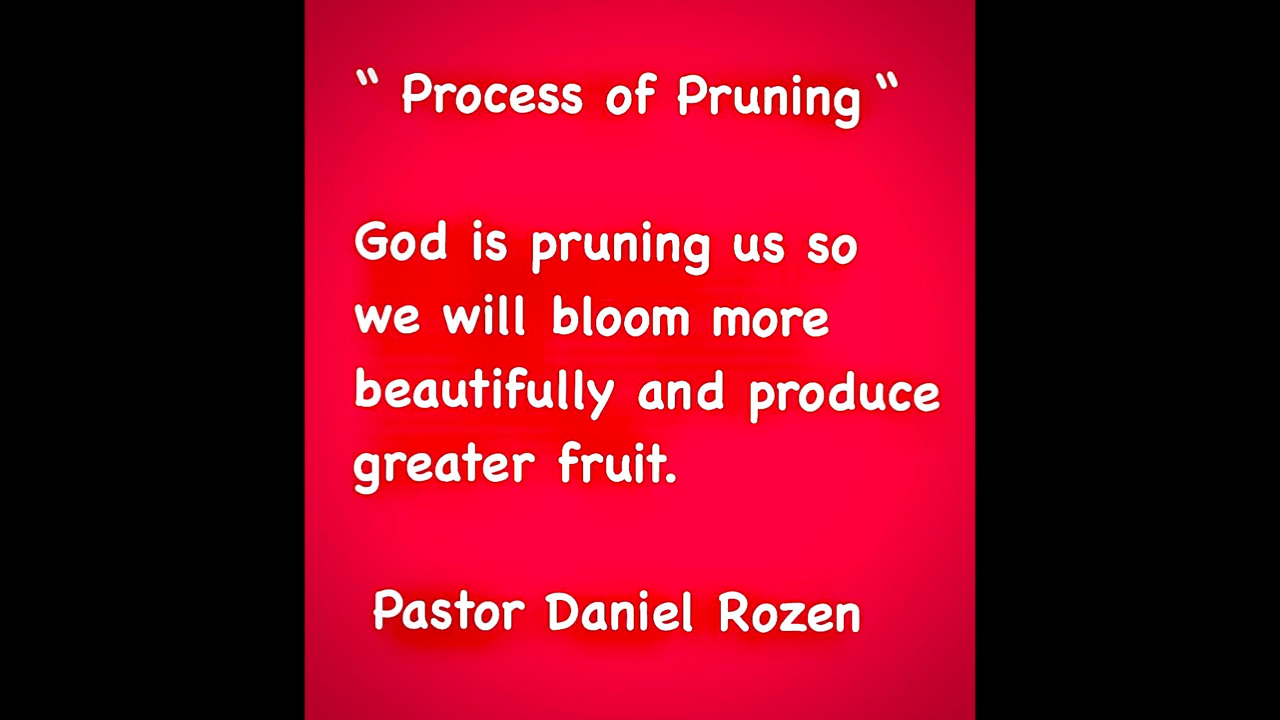 “ Process of Pruning “
God is pruning us so
we will bloom more
beautifully and produce
greater fruit.
Pastor Daniel Rozen